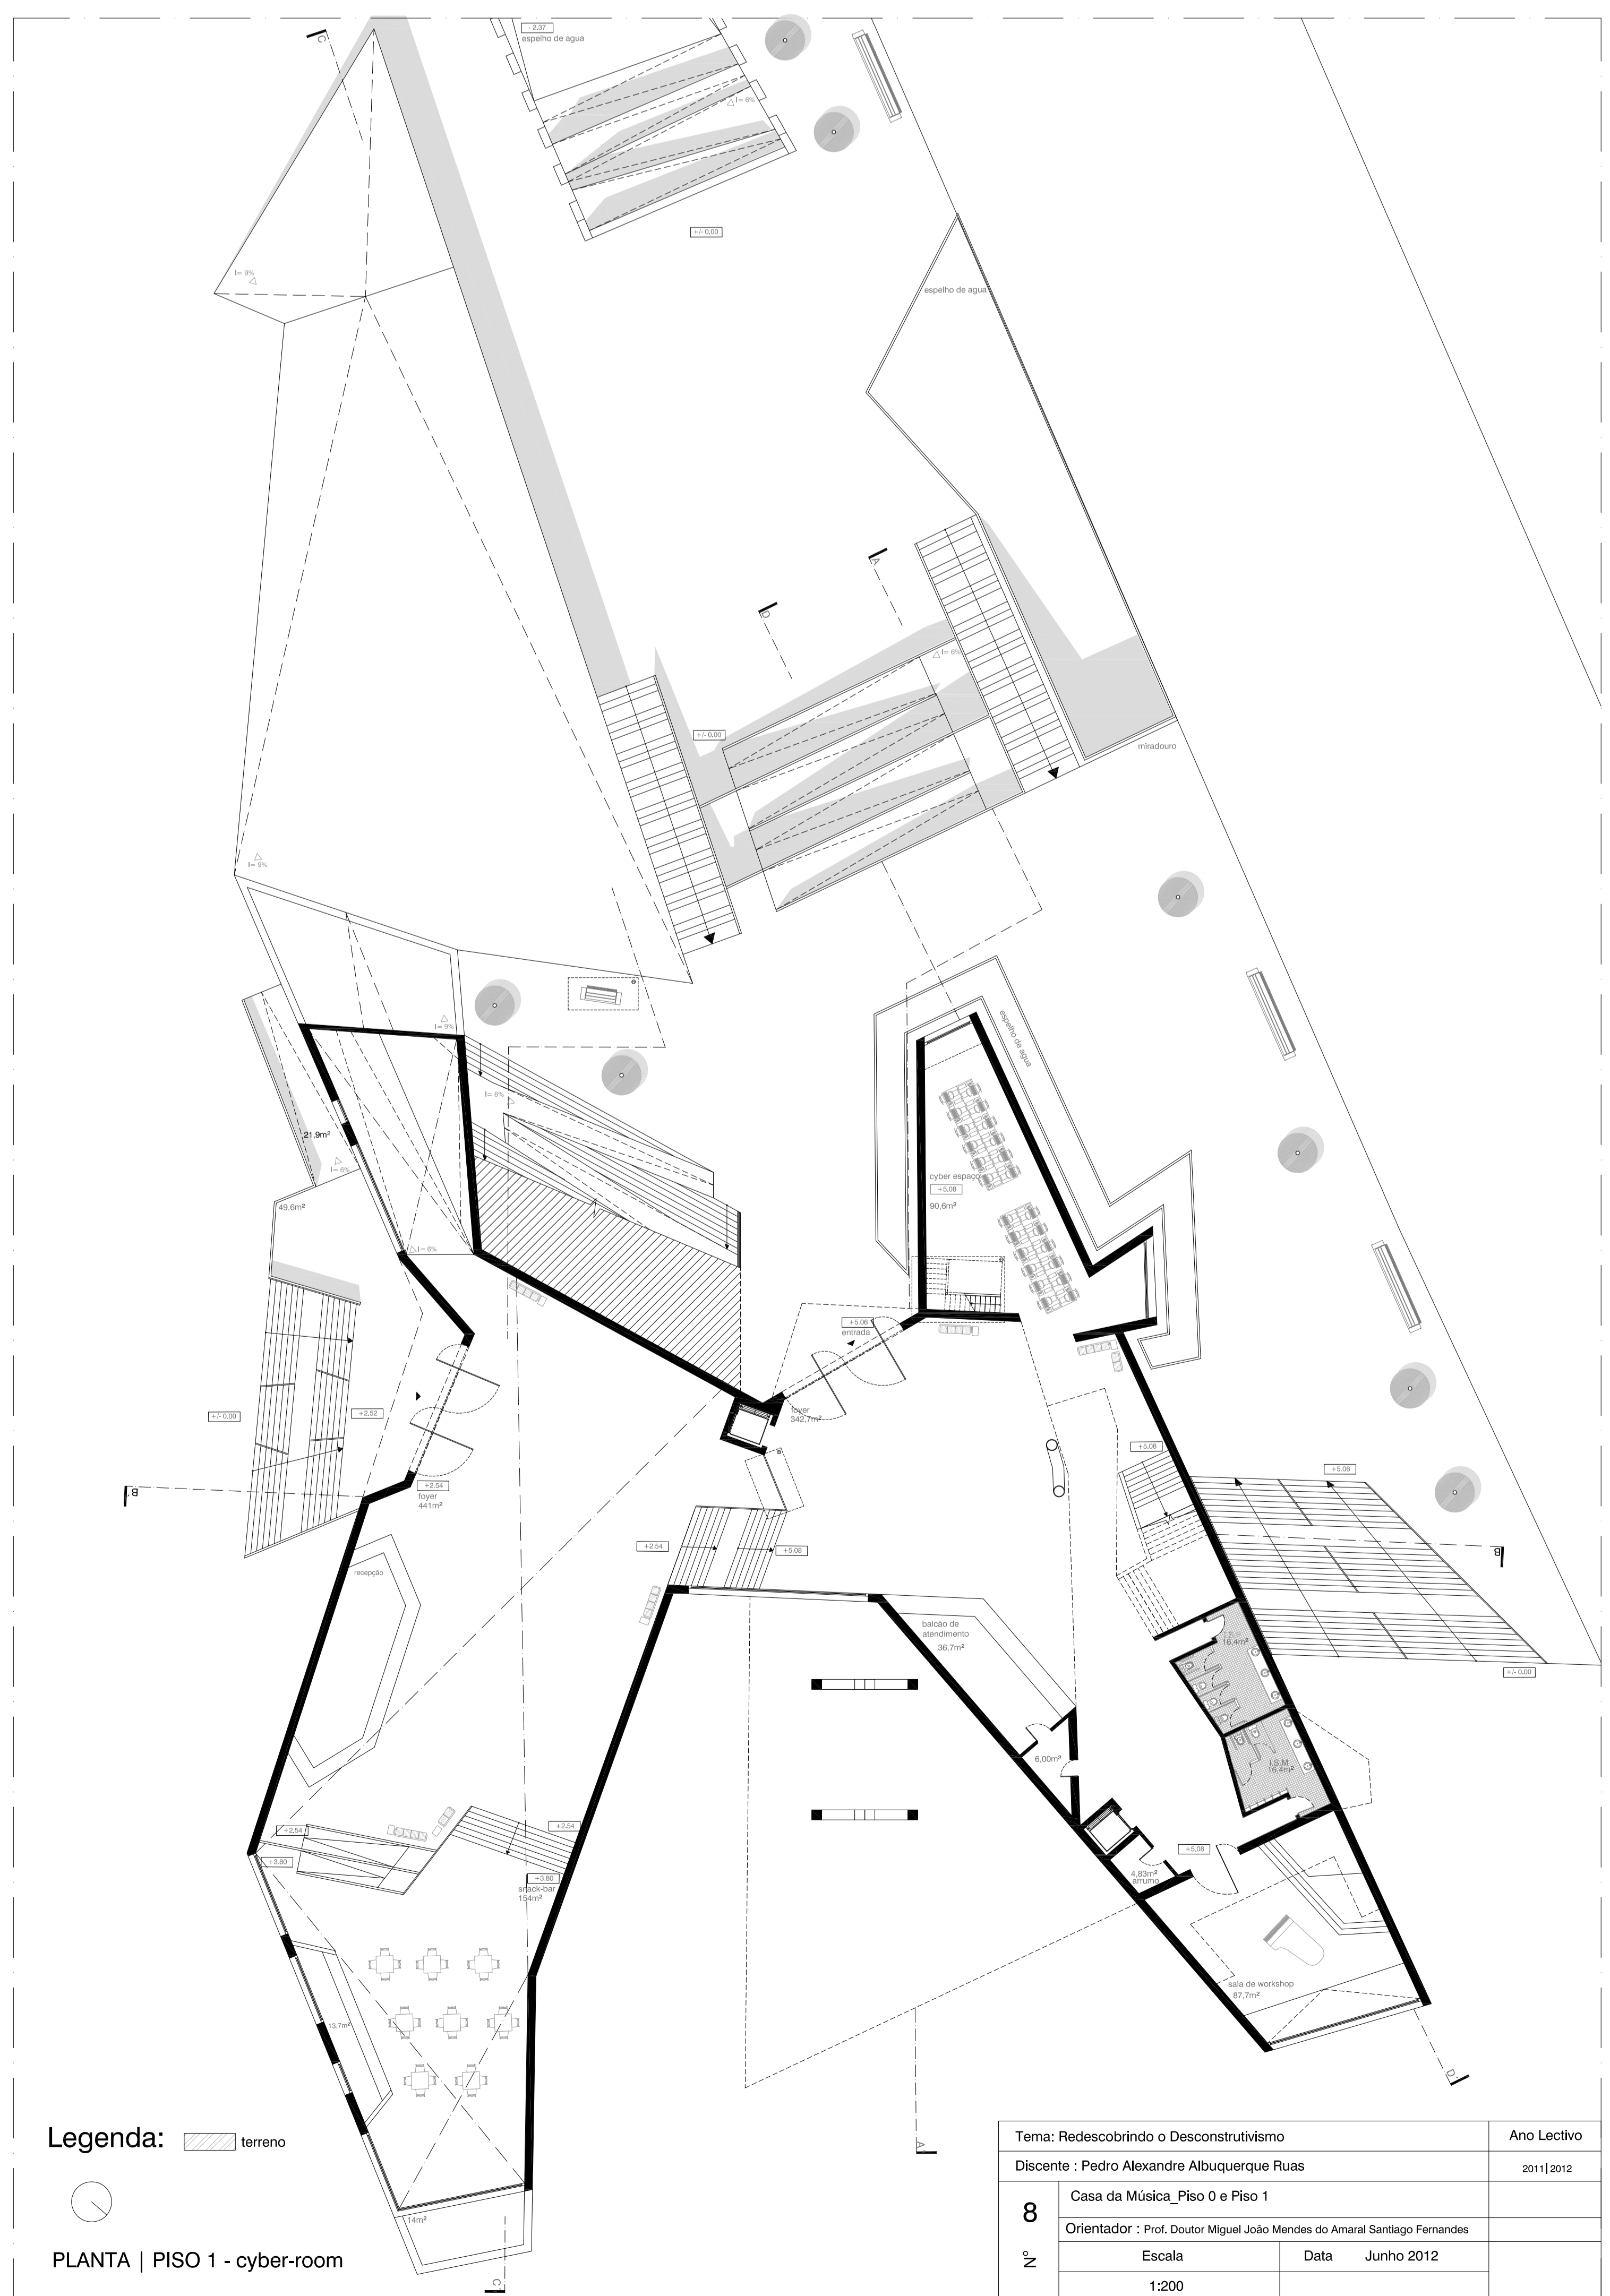 C
- 2,37
espelho de agua
I= 6%
+/- 0,00
I= 9%
espelho de agua
A
D
I= 6%
+/- 0,00
miradouro
I= 9%
espelho de agua
I= 9%
I= 6%
21,9m²
I= 6%
cyber espaço
+5,08
90,6m²
49,6m²
I= 6%
+5.06
entrada
foyer
342,7m²
+/- 0,00
+2,52
+5,08
+5.06
+2.54
foyer
441m²
B
+2.54
+5.08
B
recepção
balcão de
atendimento
36,7m²
16,4m²
+/- 0,00
6,00m²
I.S.M
16,4m²
+2,54
+2,54
+5,08
+3.80
+3.80
snack-bar
154m²
4,83m²
arrumo
sala de workshop
87,7m²
13,7m²
D
A
14m²
C
Legenda:
terreno
PLANTA | PISO 1 - cyber-room
Tema: Redescobrindo o Desconstrutivismo
Ano Lectivo
Discente : Pedro Alexandre Albuquerque Ruas
2011|2012
Nº 8
Casa da Música_Piso 0 e Piso 1
Orientador : Prof. Doutor Miguel João Mendes do Amaral Santiago Fernandes
Escala
Data Junho 2012
1:200